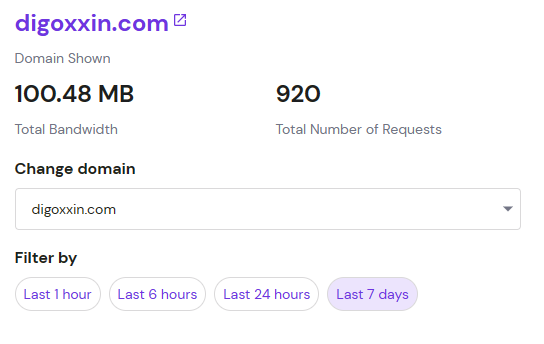 digoxxin.com
Domain Shown
100.48 MB 920
Total Bandwidth Total Number of Requests
Change domain
digoxxin.com
Filter by
Last 1 hour Last 6 hours Last 24 hours Last 7 days